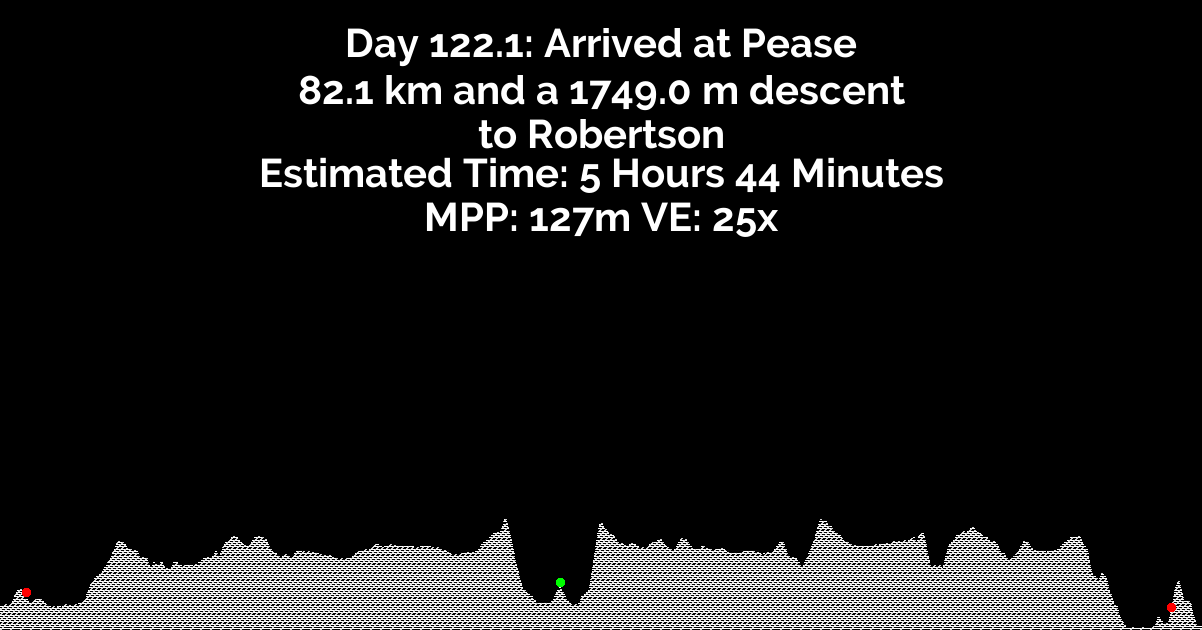 Day 122.1: Arrived at Pease
82.1 km and a 1749.0 m descent
to Robertson
Estimated Time: 5 Hours 44 Minutes
MPP: 127m VE: 25x